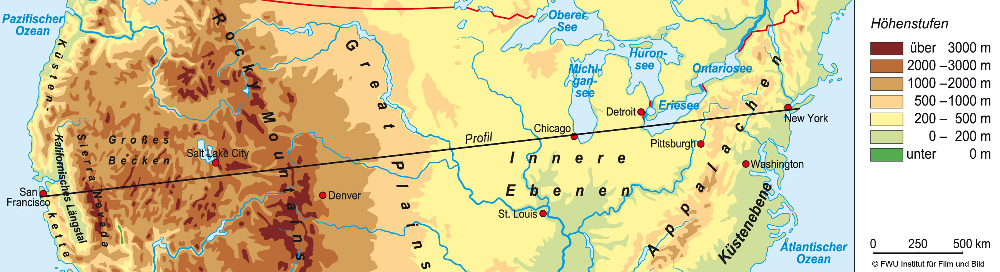 Pazifischer
Ozean
Küsten-
kette
Kalifornisches Längstal
Sierra
Nevada
Großes
Becken
Salt Lake City
San
Francisco
Rocky
Mountains
Denver
Great
Plains
Profil
Oberer
See
Michi-
gan-
see
Huron-
see
Ontariosee
Eriesee
Detroit
Chicago
Pittsburgh
Innere
Ebenen
St. Louis
Appalachen
New York
Washington
Küstenebene
Atlantischer
Ozean
Höhenstufen
über 3000 m
2000 – 3000 m
1000 – 2000 m
500 – 1000 m
200 – 500 m
0 – 200 m
unter 0 m
0 250 500 km
© FWU Institut für Film und Bild